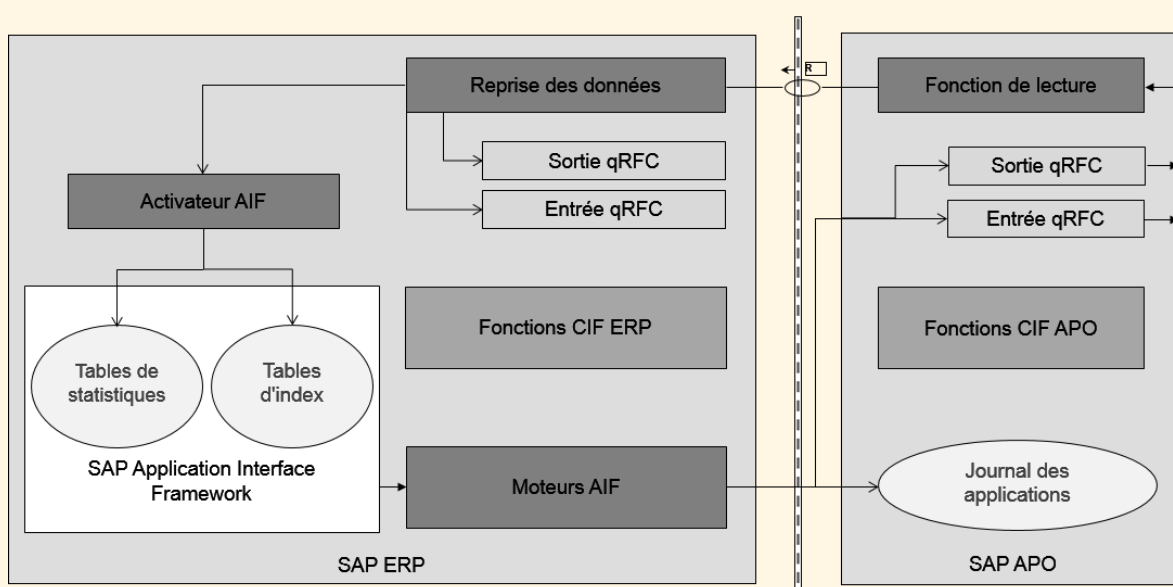 Reprise des données
R
Fonction de lecture
Sortie qRFC
Sortie qRFC
Activateur AIF
Entrée qRFC
Entrée qRFC
Fonctions CIF ERP
Fonctions CIF APO
Tables de
statistiques
Tables
d'index
SAP Application Interface
Framework
Moteurs AIF
Journal des
applications
SAP ERP
SAP APO